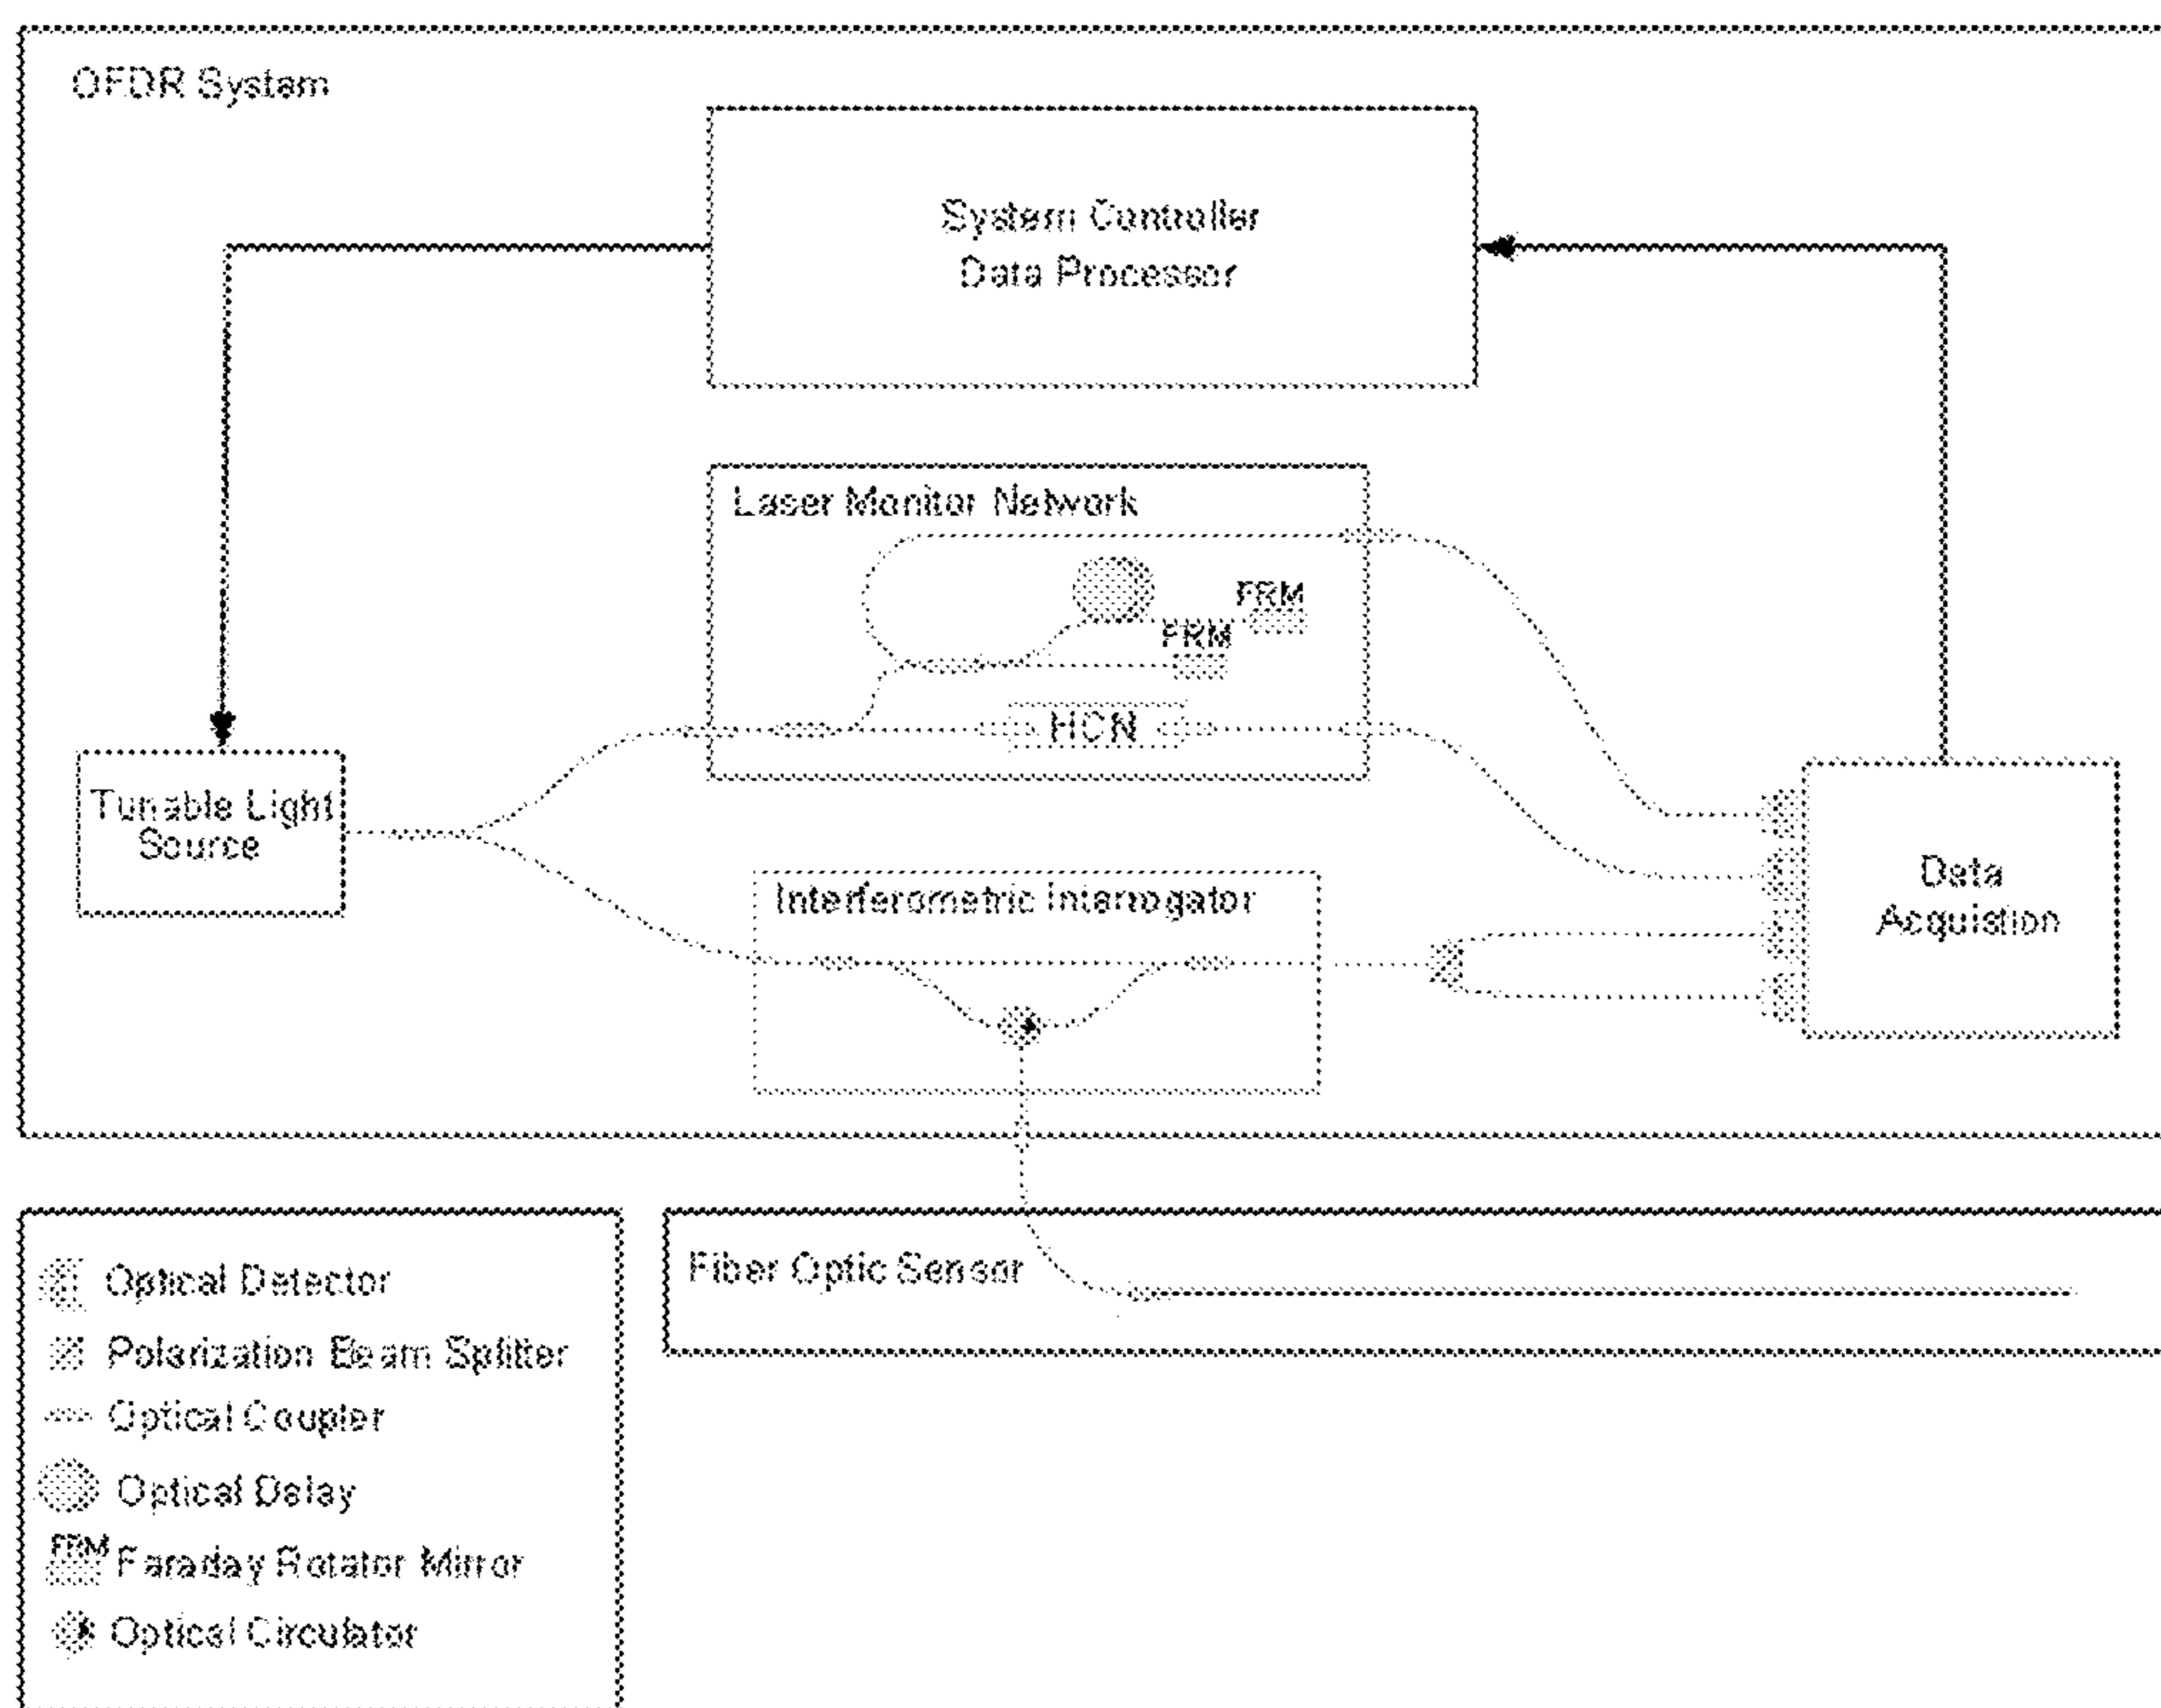 OFDR System
System Controller
Data Processor
Laser Monitor Network
FRM
FRM
HCN
Tunable Light
Source
Interferometric Interrogator
Data
Acquistion
Fiber Optic Sensor
Optical Detector
Polarization Beam Splitter
Optical Coupler
Optical Delay
FRM Faraday Rotator Mirror
Optical Circulator